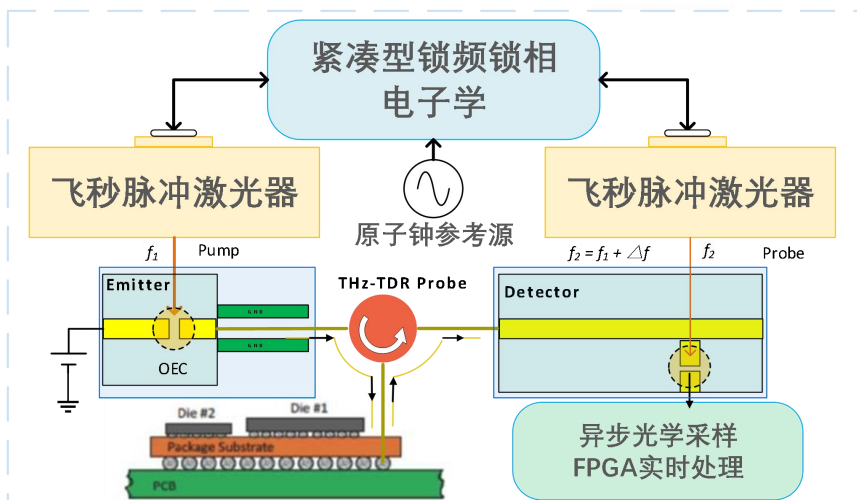 紧凑型锁频锁相
电子学
飞秒脉冲激光器
飞秒脉冲激光器
原子钟参考源
f₁
Pump
f₂ = f₁ + △f
f₂
Probe
Emitter
THz-TDR Probe
Detector
GND
GND
OEC
Die #2
Die #1
Package Substrate
PCB
异步光学采样
FPGA实时处理